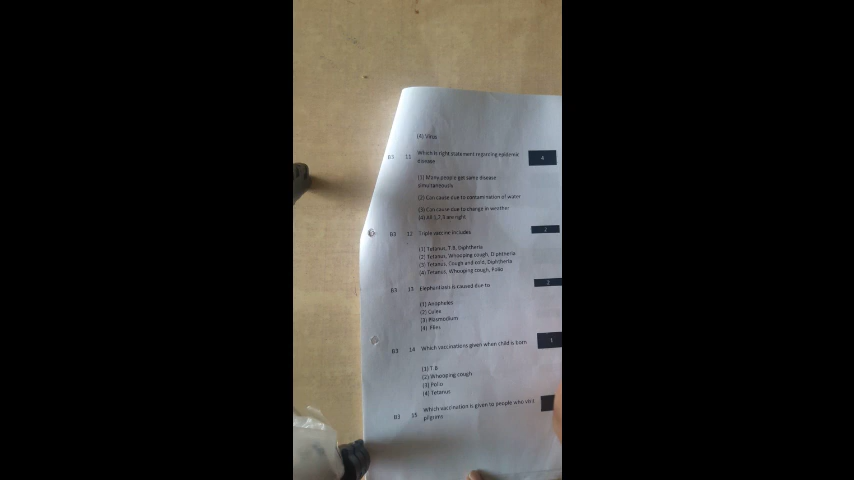 (4) Virus
B3 11 Which is right statement regarding epidemic 4
disease
(1) Many people get same disease
simultaneously
(2) Can cause due to contamination of water
(3) Can cause due to change in weather
(4) All 1,2,3 are right
B3 12 Triple vaccine includes 2
(1) Tetanus, T.B, Diphtheria
(2) Tetanus, Whooping cough, Diphtheria
(3) Tetanus, Cough and cold, Diphtheria
(4) Tetanus, Whooping cough, Polio
B3 13 Elephantiasis is caused due to 2
(1) Anopheles
(2) Culex
(3) Plasmodium
(4) Flies
B3 14 Which vaccinations given when child is born 1
(1) T.B
(2) Whooping cough
(3) Polio
(4) Tetanus
B3 15 Which vaccination is given to people who visit
pilgrims